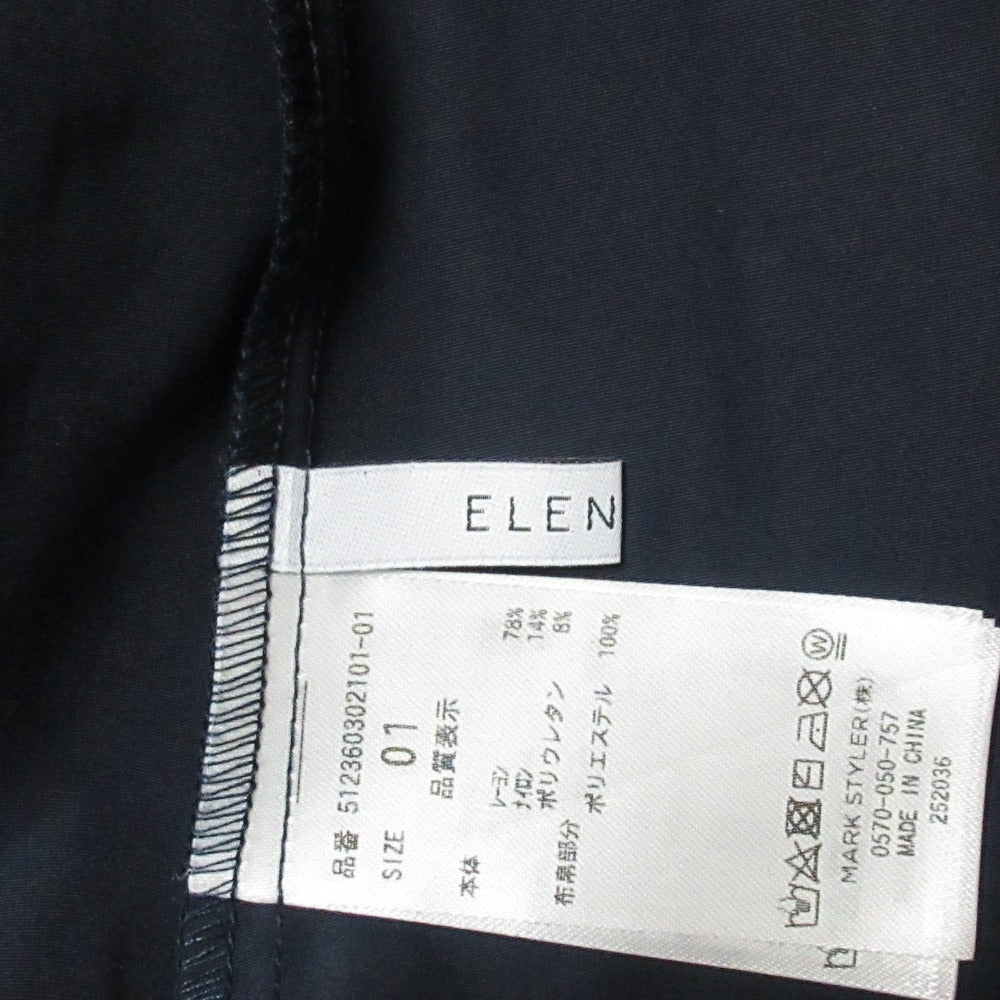 ELEN
品番 512360302101-01
SIZE 01
品質表示
本体 レーヨン 78%
ナイロン 14%
ポリウレタン 8%
布帛部分 ポリエステル 100%
W
MARK STYLER(株)
0570-050-757
MADE IN CHINA
252036